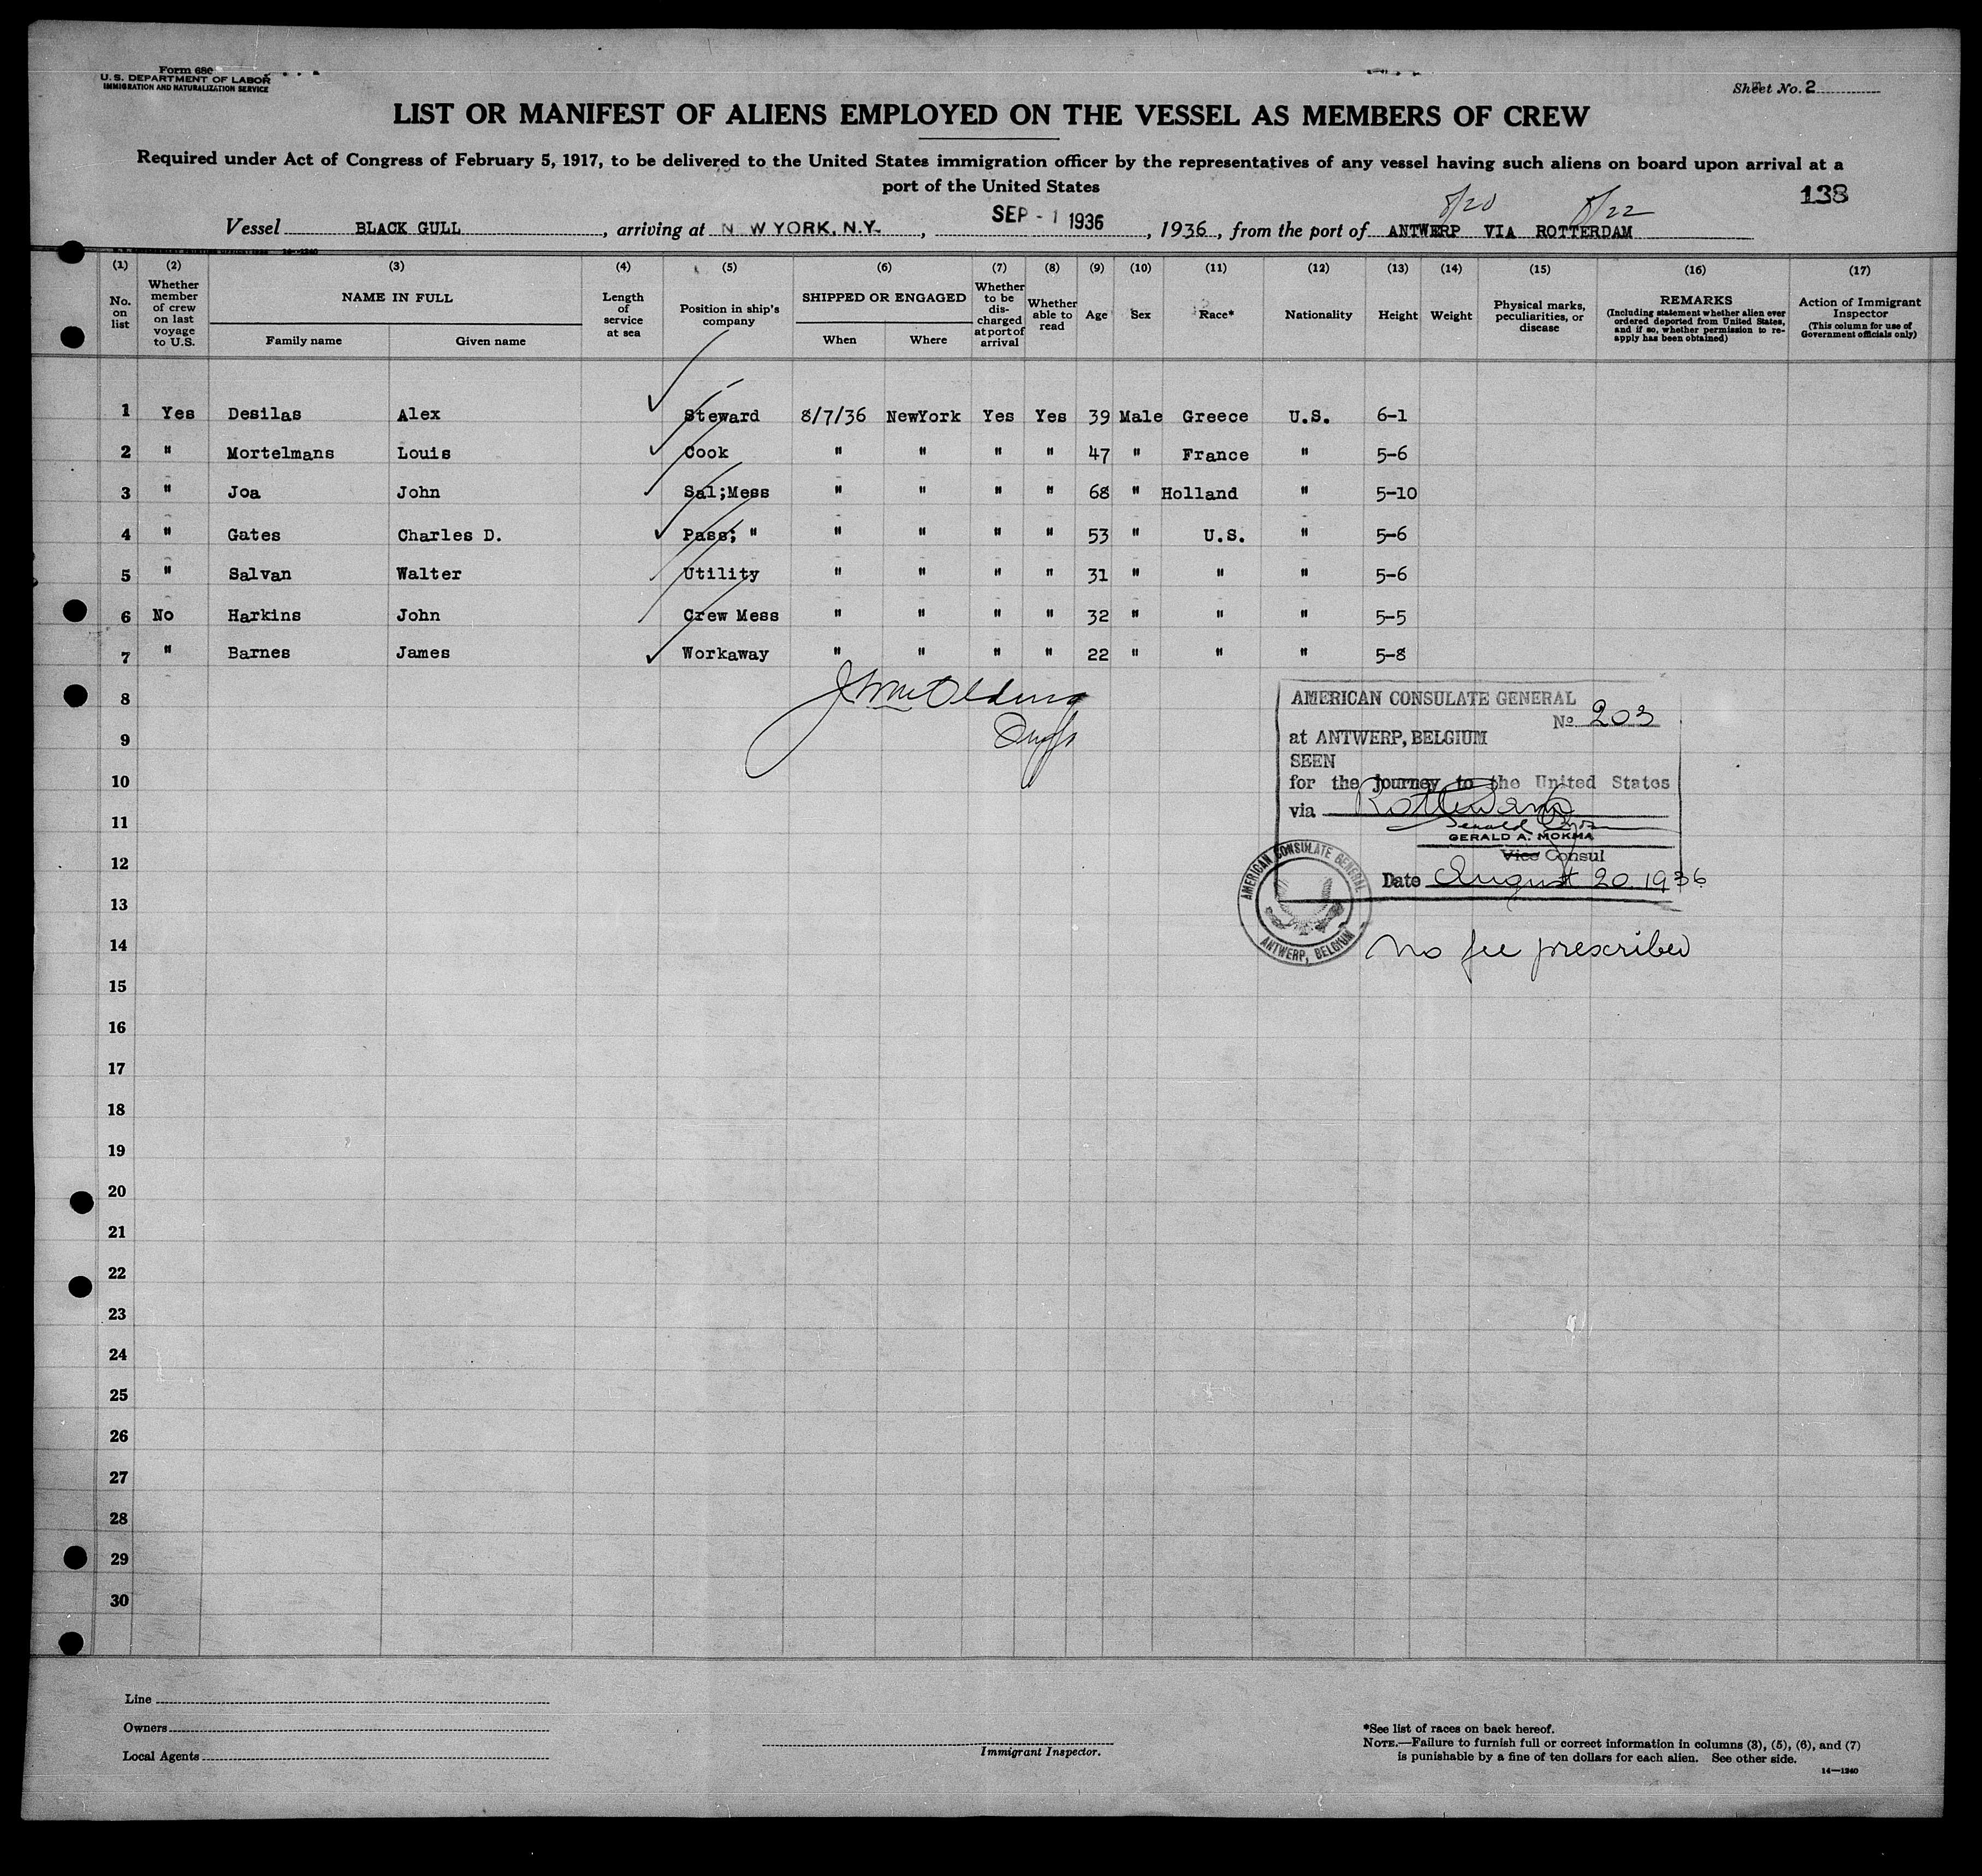 Form 680
U. S. DEPARTMENT OF LABOR
IMMIGRATION AND NATURALIZATION SERVICE
Sheet No. 2
LIST OR MANIFEST OF ALIENS EMPLOYED ON THE VESSEL AS MEMBERS OF CREW
Required under Act of Congress of February 5, 1917, to be delivered to the United States immigration officer by the representatives of any vessel having such aliens on board upon arrival at a
port of the United States
138
8/20 8/22
Vessel BLACK GULL, arriving at N W YORK, N.Y., SEP - 1 1936, 1936, from the port of ANTWERP VIA ROTTERDAM
(1) (2) (3) (4) (5) (6) (7) (8) (9) (10) (11) (12) (13) (14) (15) (16) (17)
No. on list
Whether member of crew on last voyage to U.S.
NAME IN FULL
Family name Given name
Length of service at sea
Position in ship's company
SHIPPED OR ENGAGED
When Where
Whether to be discharged at port of arrival
Whether able to read
Age
Sex
Race*
Nationality
Height
Weight
Physical marks, peculiarities, or disease
REMARKS
(Including statement whether alien ever ordered deported from United States, and if so, whether permission to re-apply has been obtained)
Action of Immigrant Inspector
(This column for use of Government officials only)
1 Yes Desilas Alex Steward 8/7/36 NewYork Yes Yes 39 Male Greece U.S. 6-1
2 " Mortelmans Louis Cook " " " " 47 " France " 5-6
3 " Joa John Sal;Mess " " " " 68 " Holland " 5-10
4 " Gates Charles D. Pass; " " " " " 53 " U.S. " 5-6
5 " Salvan Walter Utility " " " " 31 " " " 5-6
6 No Harkins John Crew Mess " " " " 32 " " " 5-5
7 " Barnes James Workaway " " " " 22 " " " 5-8
8
9
10
11
12
13
14
15
16
17
18
19
20
21
22
23
24
25
26
27
28
29
30
AMERICAN CONSULATE GENERAL
No 203
at ANTWERP, BELGIUM
SEEN
for the journey to the United States
via Rotterdam
GERALD A. MOKMA
Vice Consul
Date August 20 1936
AMERICAN CONSULATE GENERAL
ANTWERP, BELGIUM
No fee prescribed
Line
Owners
Local Agents
Immigrant Inspector.
*See list of races on back hereof.
NOTE.—Failure to furnish full or correct information in columns (3), (5), (6), and (7)
is punishable by a fine of ten dollars for each alien. See other side.
14—1240